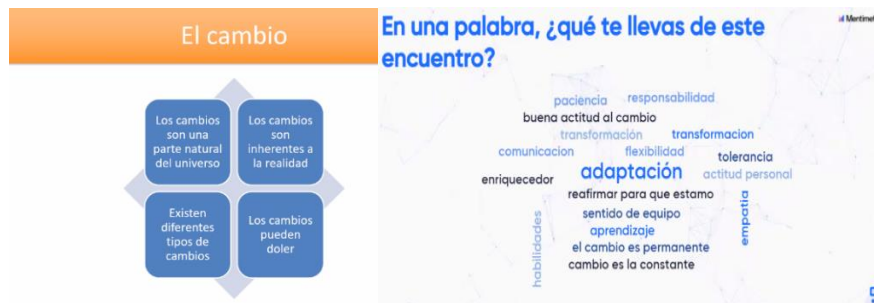 El cambio
Los cambios
son una
parte natural
del universo
Los cambios
son
inherentes a
la realidad
Existen
diferentes
tipos de
cambios
Los cambios
pueden
doler
En una palabra, ¿qué te llevas de este
encuentro?
paciencia
responsabilidad
buena actitud al cambio
transformación
transformacion
comunicacion
flexibilidad
tolerancia
adaptación
actitud personal
enriquecedor
reafirmar para que estamo
sentido de equipo
empatia
habilidades
aprendizaje
el cambio es permanente
cambio es la constante